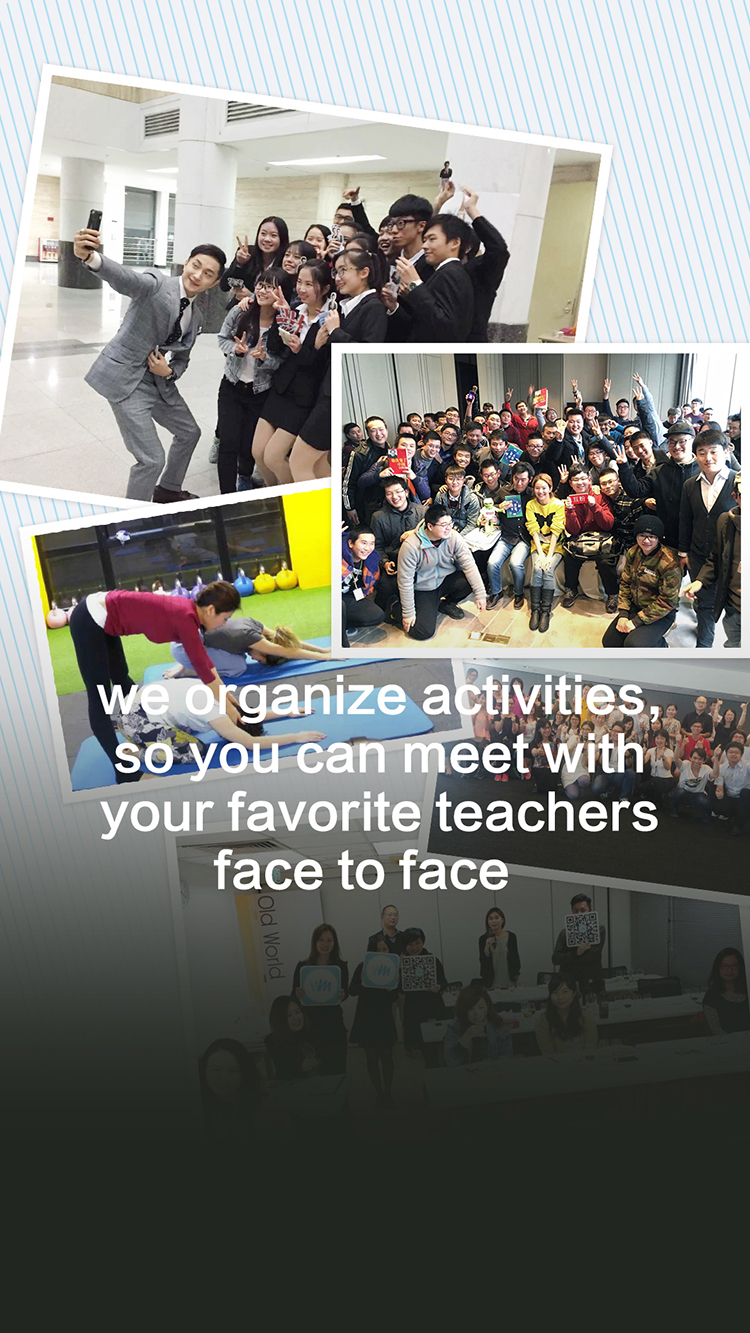 we organize activities,
so you can meet with
your favorite teachers
face to face
Old World